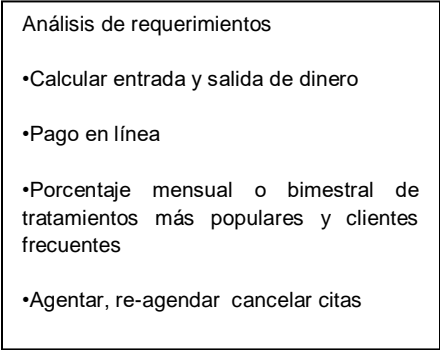 Análisis de requerimientos
•Calcular entrada y salida de dinero
•Pago en línea
•Porcentaje mensual o bimestral de
tratamientos más populares y clientes
frecuentes
•Agentar, re-agendar cancelar citas